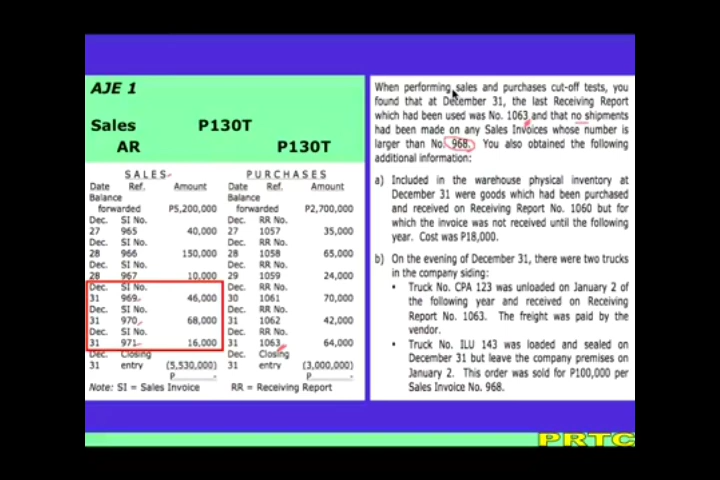 AJE 1
Sales P130T
AR P130T
SALES PURCHASES
Date Ref. Amount Date Ref. Amount
Balance Balance
forwarded P5,200,000 forwarded P2,700,000
Dec. SI No. Dec. RR No.
27 965 40,000 27 1057 35,000
Dec. SI No. Dec. RR No.
28 966 150,000 28 1058 65,000
Dec. SI No. Dec. RR No.
28 967 10,000 29 1059 24,000
Dec. SI No. Dec. RR No.
31 969 46,000 30 1061 70,000
Dec. SI No. Dec. RR No.
31 970 68,000 31 1062 42,000
Dec. SI No. Dec. RR No.
31 971 16,000 31 1063 64,000
Dec. Closing Dec. Closing
31 entry (5,530,000) 31 entry (3,000,000)
P - P -
Note: SI = Sales Invoice RR = Receiving Report
When performing sales and purchases cut-off tests, you
found that at December 31, the last Receiving Report
which had been used was No. 1063 and that no shipments
had been made on any Sales Invoices whose number is
larger than No. 968. You also obtained the following
additional information:
a) Included in the warehouse physical inventory at
December 31 were goods which had been purchased
and received on Receiving Report No. 1060 but for
which the invoice was not received until the following
year. Cost was P18,000.
b) On the evening of December 31, there were two trucks
in the company siding:
• Truck No. CPA 123 was unloaded on January 2 of
the following year and received on Receiving
Report No. 1063. The freight was paid by the
vendor.
• Truck No. ILU 143 was loaded and sealed on
December 31 but leave the company premises on
January 2. This order was sold for P100,000 per
Sales Invoice No. 968.
PRTC